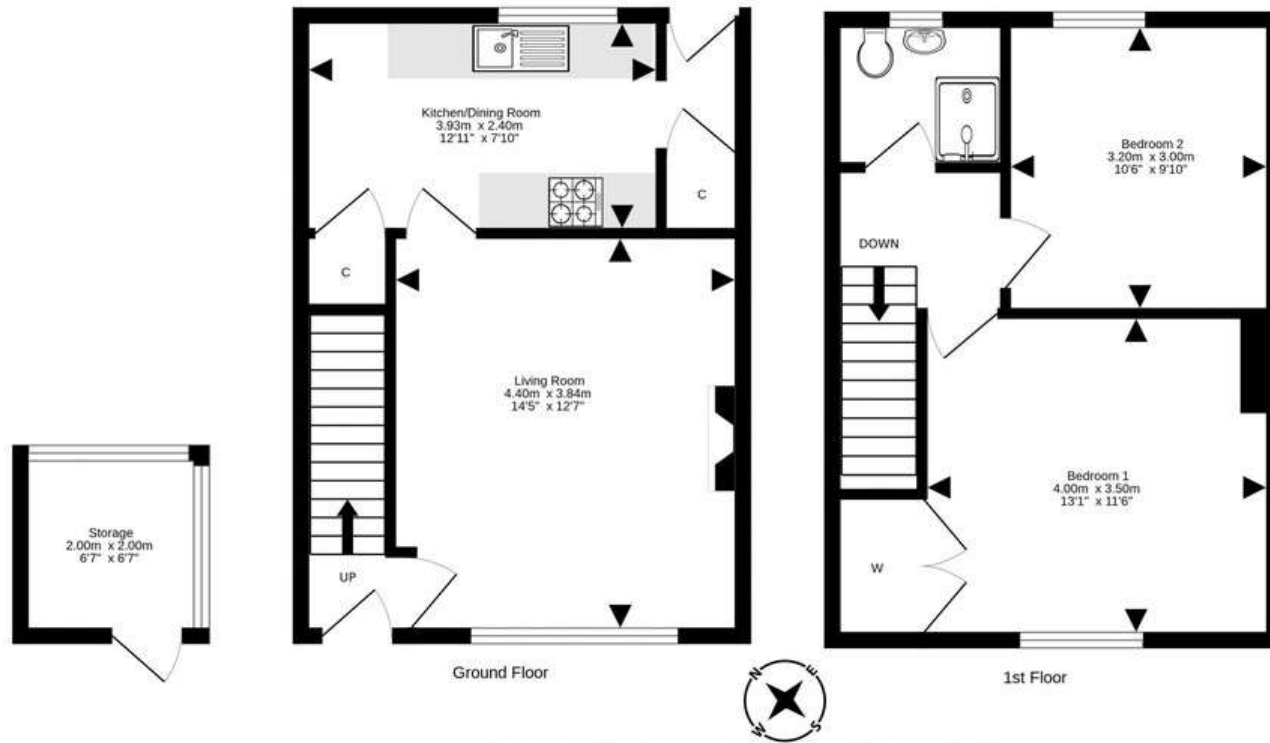 Kitchen/Dining Room
3.93m x 2.40m
12'11" x 7'10"
C
C
Living Room
4.40m x 3.84m
14'5" x 12'7"
UP
Ground Floor
Storage
2.00m x 2.00m
6'7" x 6'7"
Bedroom 2
3.20m x 3.00m
10'6" x 9'10"
DOWN
Bedroom 1
4.00m x 3.50m
13'1" x 11'6"
W
1st Floor
N
E
W
S